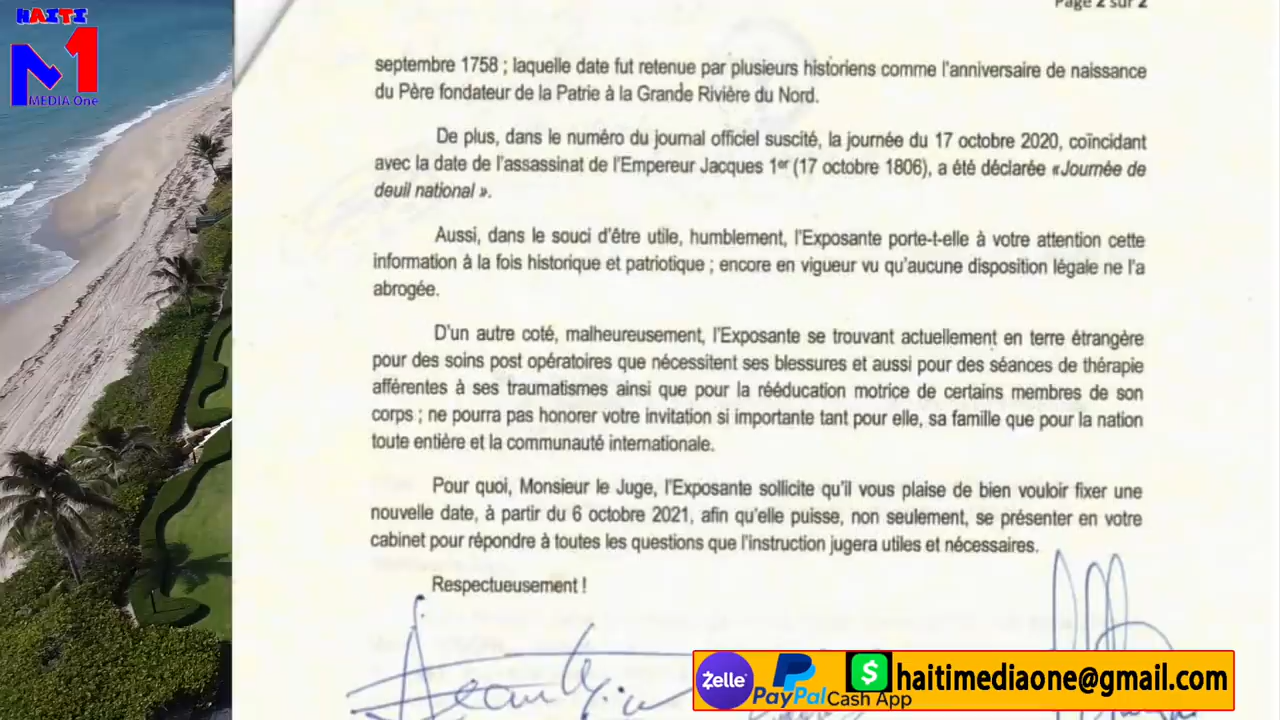 HAITI
M1
MEDIA One
Page 2 sur 2
septembre 1758 ; laquelle date fut retenue par plusieurs historiens comme l'anniversaire de naissance
du Père fondateur de la Patrie à la Grande Rivière du Nord.
De plus, dans le numéro du journal officiel suscité, la journée du 17 octobre 2020, coïncidant
avec la date de l'assassinat de l'Empereur Jacques 1er (17 octobre 1806), a été déclarée «Journée de
deuil national ».
Aussi, dans le souci d'être utile, humblement, l'Exposante porte-t-elle à votre attention cette
information à la fois historique et patriotique ; encore en vigueur vu qu'aucune disposition légale ne l'a
abrogée.
D'un autre coté, malheureusement, l'Exposante se trouvant actuellement en terre étrangère
pour des soins post opératoires que nécessitent ses blessures et aussi pour des séances de thérapie
afférentes à ses traumatismes ainsi que pour la rééducation motrice de certains membres de son
corps ; ne pourra pas honorer votre invitation si importante tant pour elle, sa famille que pour la nation
toute entière et la communauté internationale.
Pour quoi, Monsieur le Juge, l'Exposante sollicite qu'il vous plaise de bien vouloir fixer une
nouvelle date, à partir du 6 octobre 2021, afin qu'elle puisse, non seulement, se présenter en votre
cabinet pour répondre à toutes les questions que l'instruction jugera utiles et nécessaires.
Respectueusement !
Zelle
PayPal
$
Cash App
haitimediaone@gmail.com